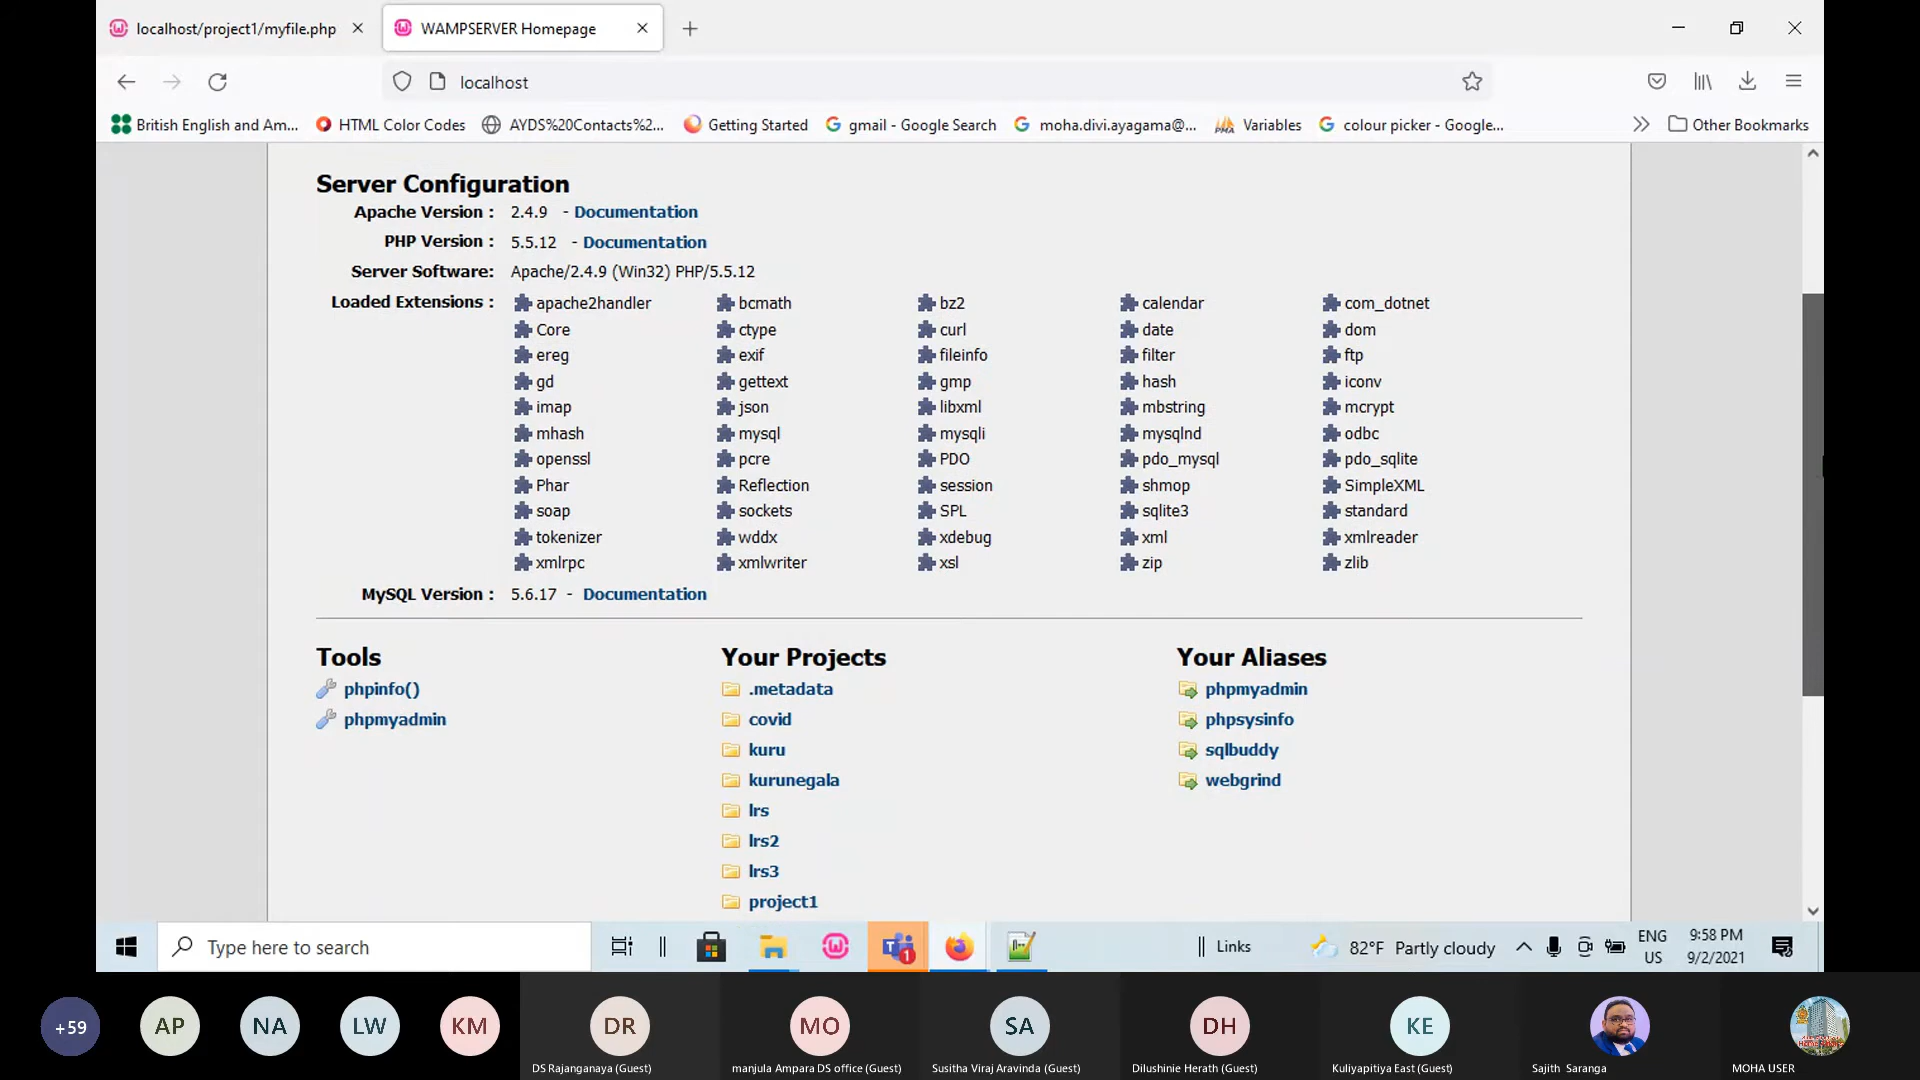 localhost/project1/myfile.php
WAMPSERVER Homepage
localhost
British English and Am...
HTML Color Codes
AYDS%20Contacts%2...
Getting Started
gmail - Google Search
moha.divi.ayagama@...
PMA
Variables
colour picker - Google...
Other Bookmarks
Server Configuration
Apache Version : 2.4.9 - Documentation
PHP Version : 5.5.12 - Documentation
Server Software: Apache/2.4.9 (Win32) PHP/5.5.12
Loaded Extensions : apache2handler bcmath bz2 calendar com_dotnet
Core ctype curl date dom
ereg exif fileinfo filter ftp
gd gettext gmp hash iconv
imap json libxml mbstring mcrypt
mhash mysql mysqli mysqlnd odbc
openssl pcre PDO pdo_mysql pdo_sqlite
Phar Reflection session shmop SimpleXML
soap sockets SPL sqlite3 standard
tokenizer wddx xdebug xml xmlreader
xmlrpc xmlwriter xsl zip zlib
MySQL Version : 5.6.17 - Documentation
Tools
phpinfo()
phpmyadmin
Your Projects
.metadata
covid
kuru
kurunegala
lrs
lrs2
lrs3
project1
Your Aliases
phpmyadmin
phpsysinfo
sqlbuddy
webgrind
Type here to search
1
Links
82°F Partly cloudy
ENG
US
9:58 PM
9/2/2021
+59
AP
NA
LW
KM
DR
DS Rajanganaya (Guest)
MO
manjula Ampara DS office (Guest)
SA
Susitha Viraj Aravinda (Guest)
DH
Dilushinie Herath (Guest)
KE
Kuliyapitiya East (Guest)
Sajith Saranga
MOHA USER